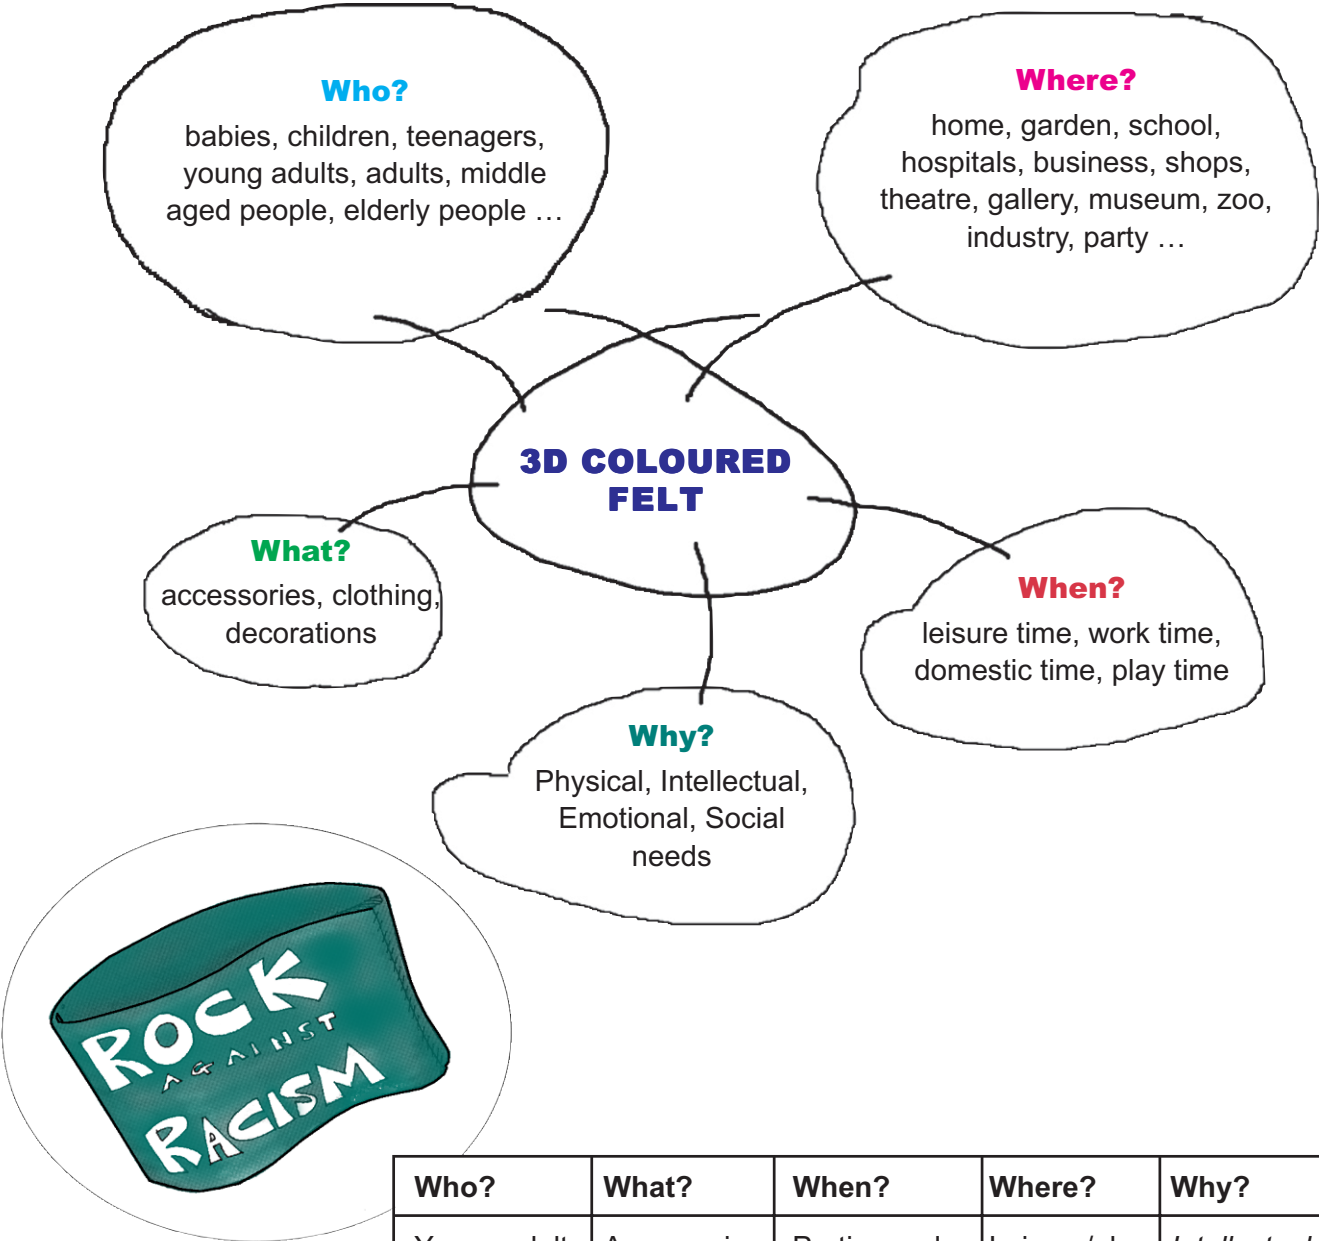 Who?
babies, children, teenagers,
young adults, adults, middle
aged people, elderly people …
Where?
home, garden, school,
hospitals, business, shops,
theatre, gallery, museum, zoo,
industry, party …
3D COLOURED
FELT
What?
accessories, clothing,
decorations
When?
leisure time, work time,
domestic time, play time
Why?
Physical, Intellectual,
Emotional, Social
needs
ROCK
AGAINST
RACISM
Who? What? When? Where? Why?